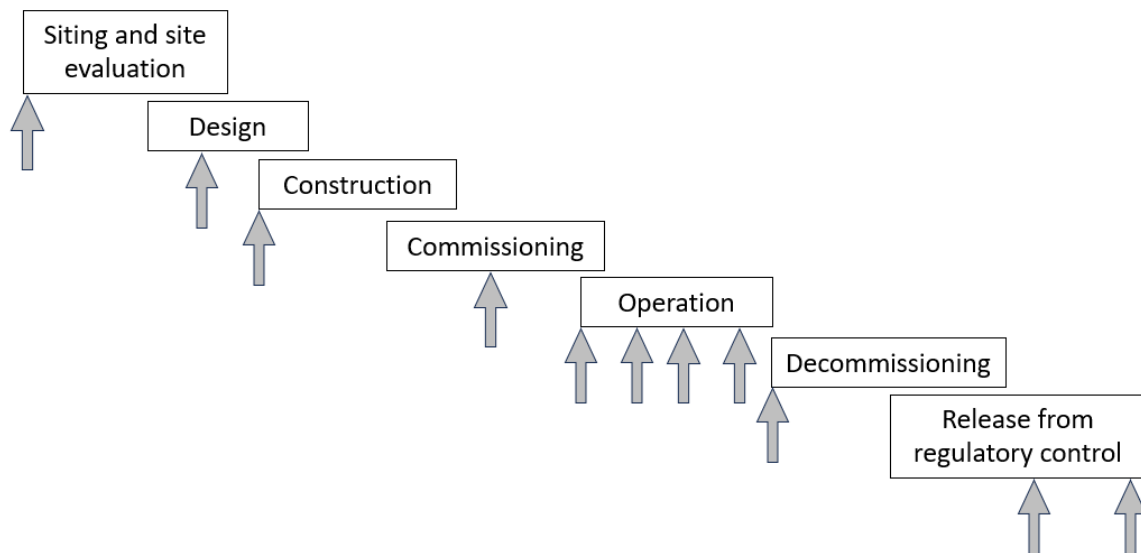 Siting and site
evaluation
Design
Construction
Commissioning
Operation
Decommissioning
Release from
regulatory control